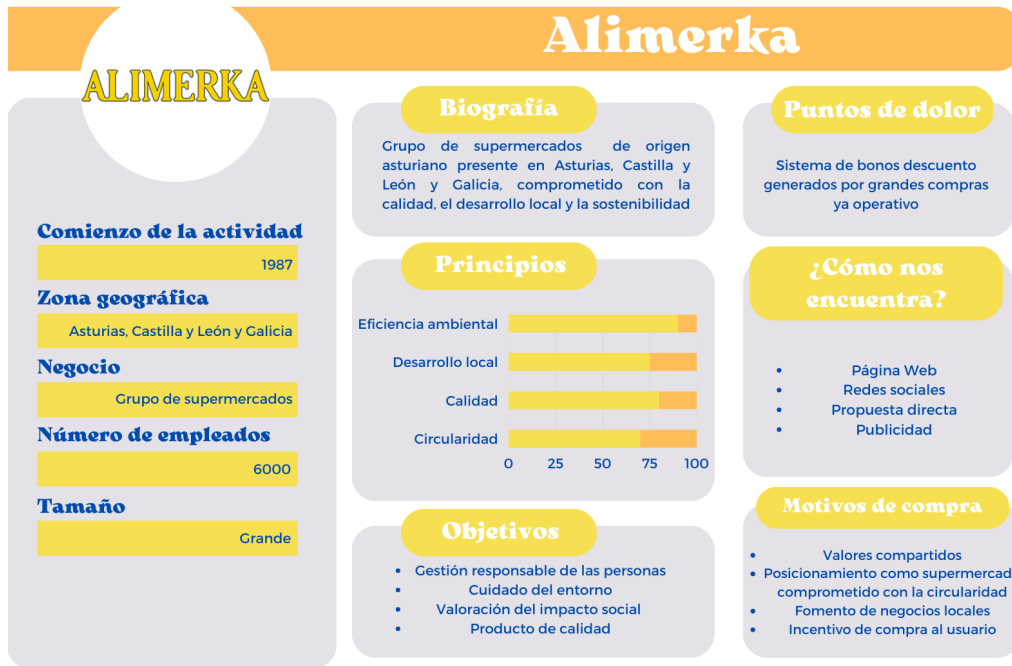 Alimerka
ALIMERKA
Comienzo de la actividad
1987
Zona geográfica
Asturias, Castilla y León y Galicia
Negocio
Grupo de supermercados
Número de empleados
6000
Tamaño
Grande
Biografía
Grupo de supermercados de origen
asturiano presente en Asturias, Castilla y
León y Galicia, comprometido con la
calidad, el desarrollo local y la sostenibilidad
Principios
Eficiencia ambiental
Desarrollo local
Calidad
Circularidad
0 25 50 75 100
Objetivos
• Gestión responsable de las personas
• Cuidado del entorno
• Valoración del impacto social
• Producto de calidad
Puntos de dolor
Sistema de bonos descuento
generados por grandes compras
ya operativo
¿Cómo nos
encuentra?
• Página Web
• Redes sociales
• Propuesta directa
• Publicidad
Motivos de compra
• Valores compartidos
• Posicionamiento como supermercad
comprometido con la circularidad
• Fomento de negocios locales
• Incentivo de compra al usuario